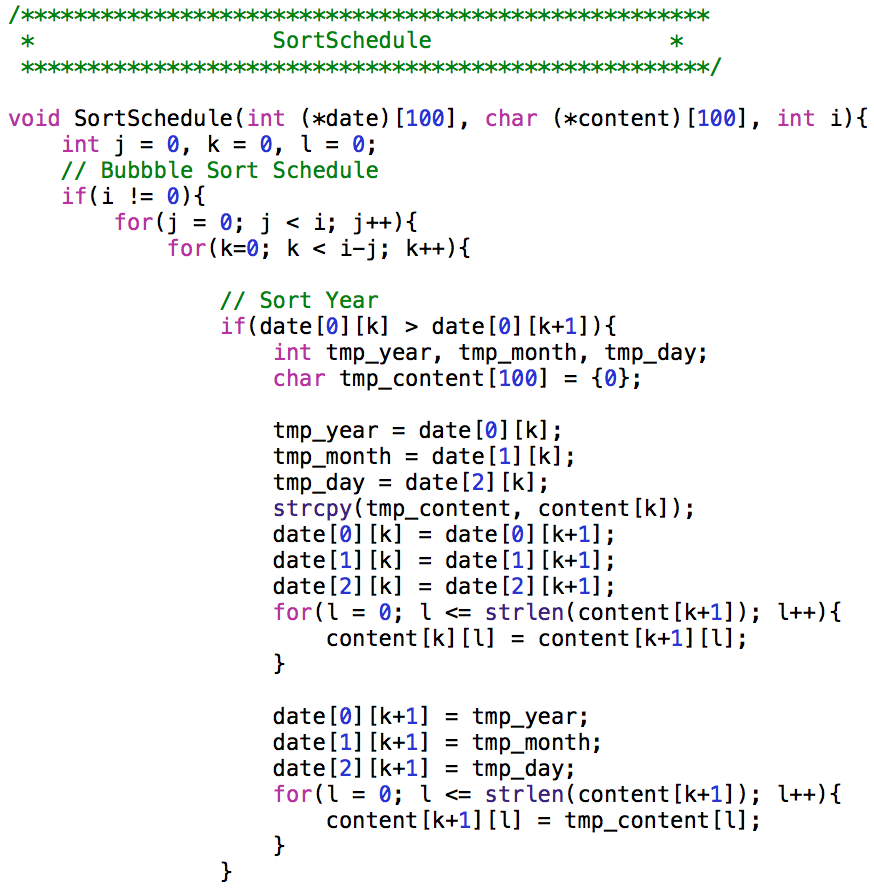 /****************************************************
 *                  SortSchedule                  *
 ****************************************************/
void SortSchedule(int (*date)[100], char (*content)[100], int i){
    int j = 0, k = 0, l = 0;
    // Bubbble Sort Schedule
    if(i != 0){
        for(j = 0; j < i; j++){
            for(k=0; k < i-j; k++){
                // Sort Year
                if(date[0][k] > date[0][k+1]){
                    int tmp_year, tmp_month, tmp_day;
                    char tmp_content[100] = {0};
                    tmp_year = date[0][k];
                    tmp_month = date[1][k];
                    tmp_day = date[2][k];
                    strcpy(tmp_content, content[k]);
                    date[0][k] = date[0][k+1];
                    date[1][k] = date[1][k+1];
                    date[2][k] = date[2][k+1];
                    for(l = 0; l <= strlen(content[k+1]); l++){
                        content[k][l] = content[k+1][l];
                    }
                    date[0][k+1] = tmp_year;
                    date[1][k+1] = tmp_month;
                    date[2][k+1] = tmp_day;
                    for(l = 0; l <= strlen(content[k+1]); l++){
                        content[k+1][l] = tmp_content[l];
                    }
                }